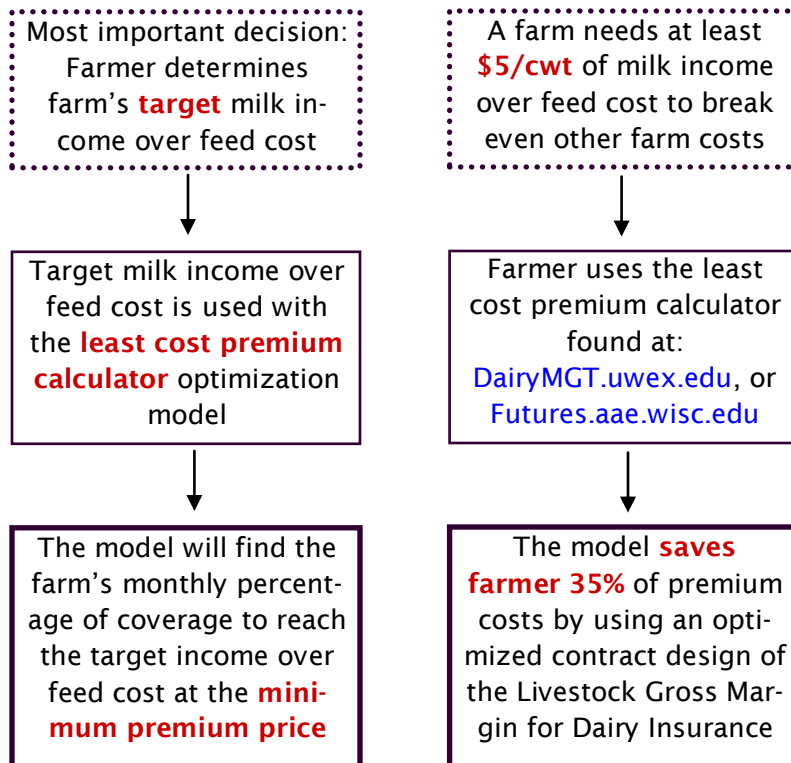 Most important decision:
Farmer determines
farm's target milk in-
come over feed cost
Target milk income over
feed cost is used with
the least cost premium
calculator optimization
model
The model will find the
farm's monthly percent-
age of coverage to reach
the target income over
feed cost at the mini-
mum premium price
A farm needs at least
$5/cwt of milk income
over feed cost to break
even other farm costs
Farmer uses the least
cost premium calculator
found at:
DairyMGT.uwex.edu, or
Futures.aae.wisc.edu
The model saves
farmer 35% of premium
costs by using an opti-
mized contract design of
the Livestock Gross Mar-
gin for Dairy Insurance